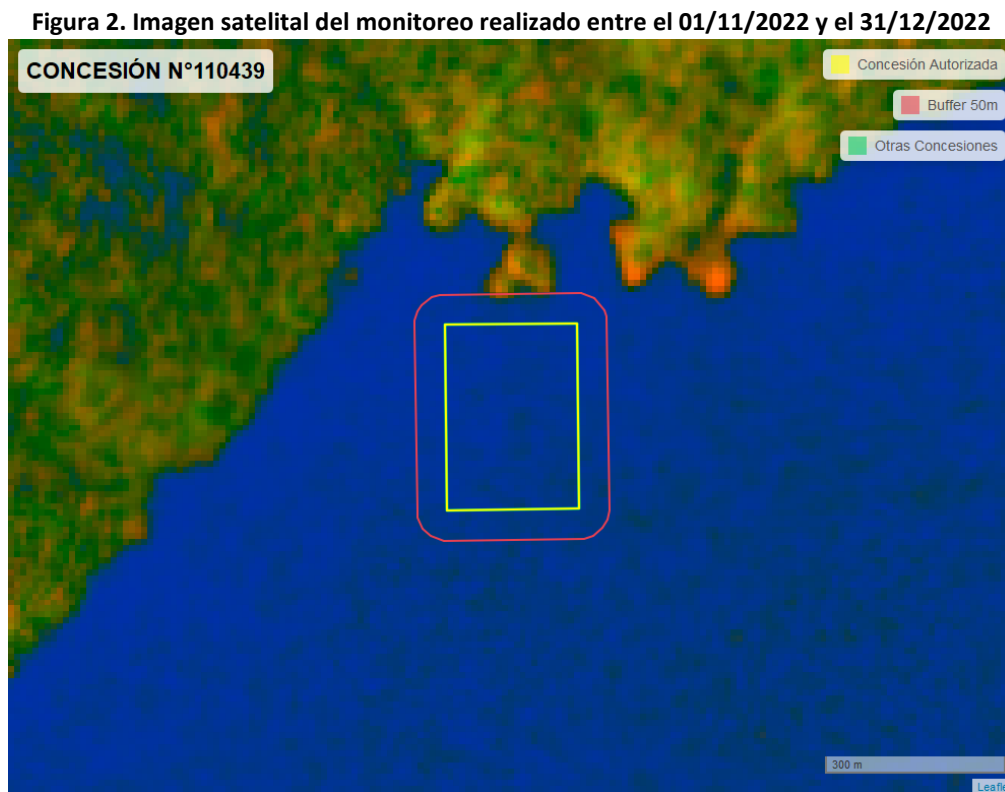 Figura 2. Imagen satelital del monitoreo realizado entre el 01/11/2022 y el 31/12/2022
CONCESIÓN N°110439
Concesión Autorizada
Buffer 50m
Otras Concesiones
300 m
Leafle